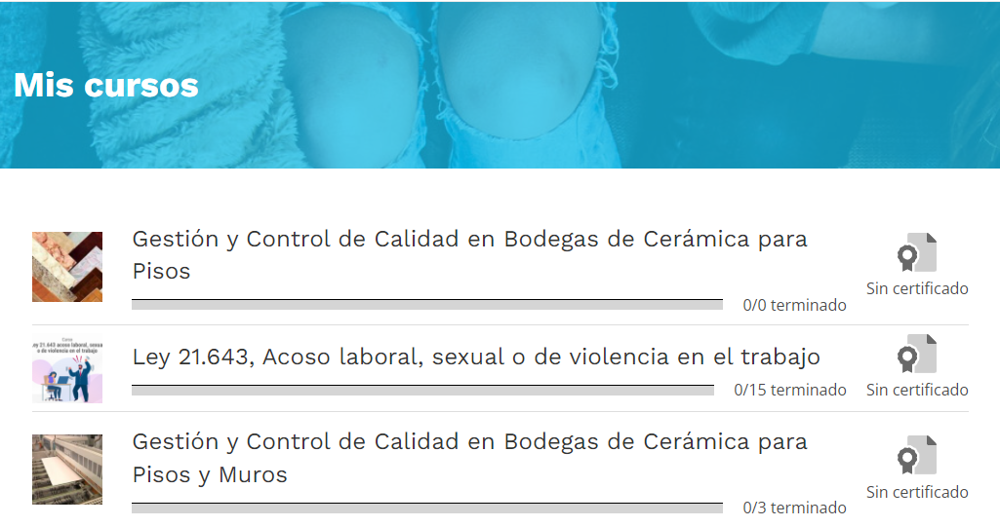 Mis cursos
Gestión y Control de Calidad en Bodegas de Cerámica para
Pisos
0/0 terminado
Sin certificado
Curso
Ley 21.643 acoso laboral, sexual
o de violencia en el trabajo
Ley 21.643, Acoso laboral, sexual o de violencia en el trabajo
0/15 terminado
Sin certificado
Gestión y Control de Calidad en Bodegas de Cerámica para
Pisos y Muros
0/3 terminado
Sin certificado